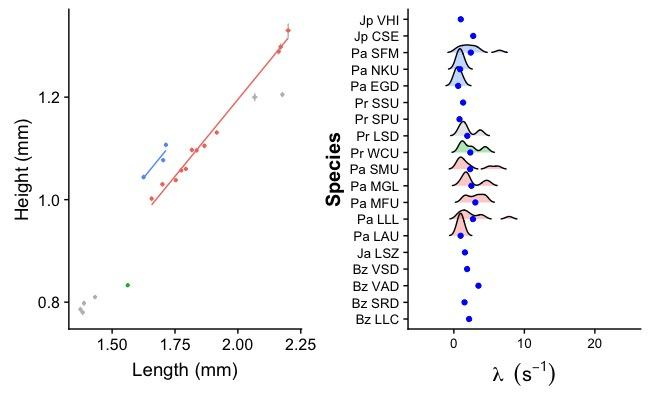 Height (mm)
1.2
1.0
0.8
1.50 1.75 2.00 2.25
Length (mm)
Species
Jp VHI
Jp CSE
Pa SFM
Pa NKU
Pa EGD
Pr SSU
Pr SPU
Pr LSD
Pr WCU
Pa SMU
Pa MGL
Pa MFU
Pa LLL
Pa LAU
Ja LSZ
Bz VSD
Bz VAD
Bz SRD
Bz LLC
0 10 20
λ (s⁻¹)